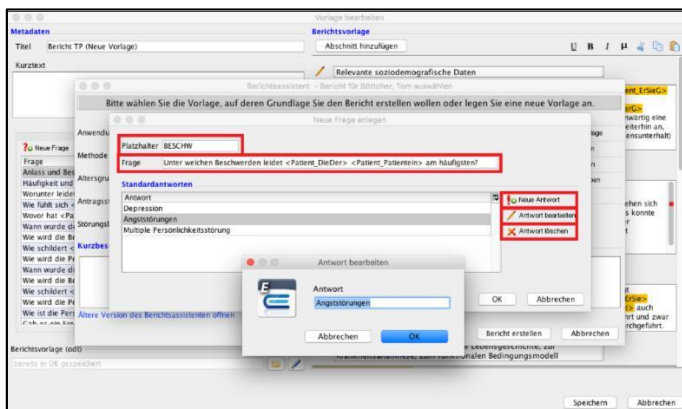 Vorlage bearbeiten
Metadaten
Berichtsvorlage
Titel Bericht TP (Neue Vorlage)
Abschnitt hinzufügen
U B I μ
Kurztext
Relevante soziodemografische Daten
Berichtsassistent - Bericht für Böttcher, Tom auswählen
Bitte wählen Sie die Vorlage, auf deren Grundlage Sie den Bericht erstellen wollen oder legen Sie eine neue Vorlage an.
Neue Frage anlegen
Platzhalter BESCHW
Frage Unter welchen Beschwerden leidet <Patient_DieDer> <Patient_Patientein> am häufigsten?
Standardantworten
Antwort
Depression
Angststörungen
Multiple Persönlichkeitsstörung
Neue Antwort
Antwort bearbeiten
Antwort löschen
OK Abbrechen
Neue Frage
Frage
Anlass und Bes
Häufigkeit und
Worunter leide
Wie fühlt sich <
Wovor hat <Pa
Wann wurde di
Wie wird die Be
Wie schildert <
Wie wird die Pe
Wann wurde di
Wie wird die Be
Wie schildert <
Wie wird die Pe
Wie ist die Pers
Anwendu
Methode
Altersgru
Antragss
Störungsl
Kurzbes
Antwort bearbeiten
Antwort
Angststörungen
Abbrechen OK
Ältere Version des Berichtsassistenten öffnen
Bericht erstellen Abbrechen
Berichtsvorlage (odt)
bereits in DB gespeichert
Krankheitsanamnese, zum funktionalen Bedingungsmodell
Speichern Abbrechen